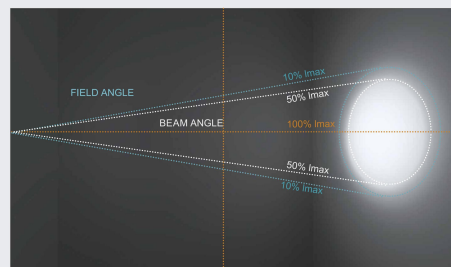 10% Imax
50% Imax
FIELD ANGLE
BEAM ANGLE
100% Imax
50% Imax
10% Imax